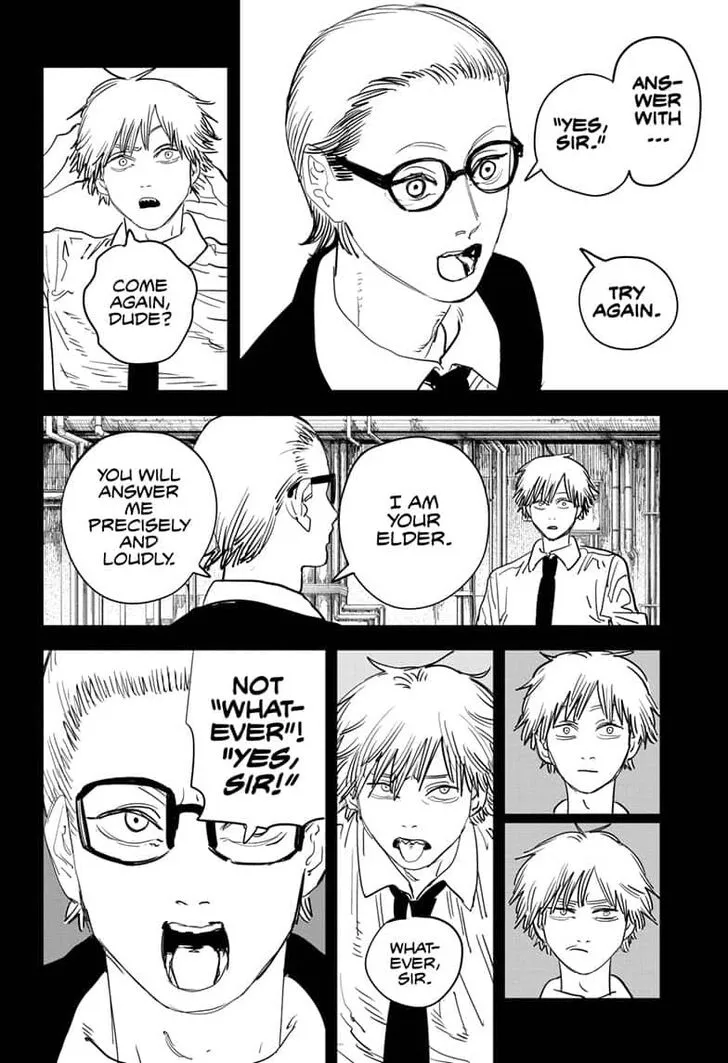 ANS-
WER
WITH
...
"YES,
SIR."
TRY
AGAIN.
COME
AGAIN,
DUDE?
I AM
YOUR
ELDER.
YOU WILL
ANSWER
ME
PRECISELY
AND
LOUDLY.
WHAT-
EVER,
SIR.
NOT
"WHAT-
EVER"!
"YES,
SIR!"